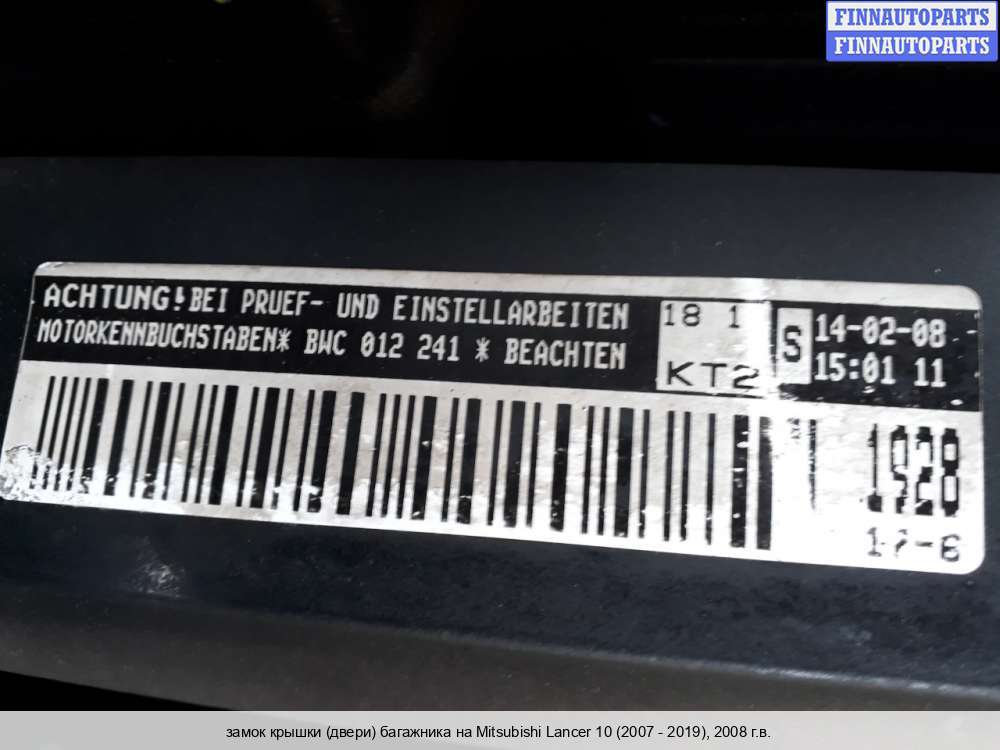 FINNAUTOPARTS
FINNAUTOPARTS
ACHTUNG! BEI PRUEF- UND EINSTELLARBEITEN
MOTORKENNBUCHSTABEN* BWC 012 241 * BEACHTEN
18 1
KT2
S
14-02-08
15:01 11
1928
-6
замок крышки (двери) багажника на Mitsubishi Lancer 10 (2007 - 2019), 2008 г.в.